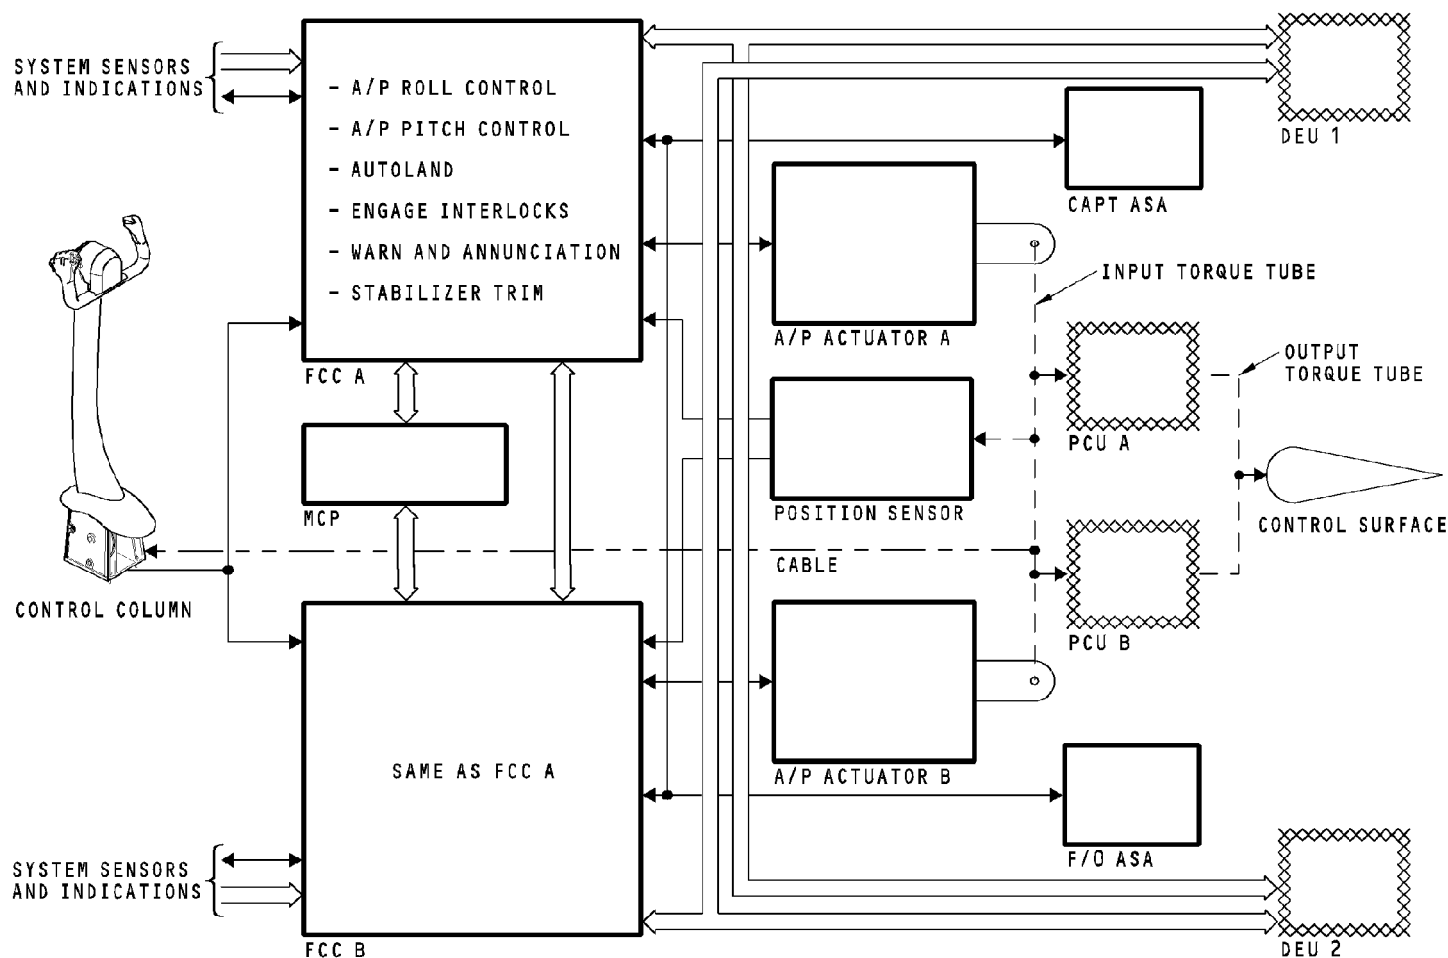 SYSTEM SENSORS
AND INDICATIONS
- A/P ROLL CONTROL
- A/P PITCH CONTROL
- AUTOLAND
- ENGAGE INTERLOCKS
- WARN AND ANNUNCIATION
- STABILIZER TRIM
FCC A
DEU 1
CAPT ASA
INPUT TORQUE TUBE
A/P ACTUATOR A
OUTPUT
TORQUE TUBE
PCU A
MCP
POSITION SENSOR
CONTROL SURFACE
CABLE
CONTROL COLUMN
PCU B
SAME AS FCC A
A/P ACTUATOR B
F/O ASA
SYSTEM SENSORS
AND INDICATIONS
FCC B
DEU 2